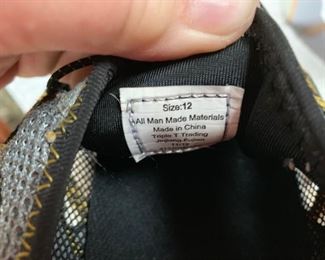 Size:12
All Man Made Materials
Made in China
Triple T Trading